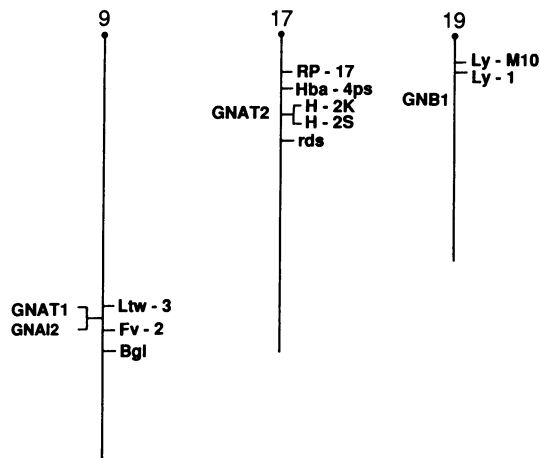 9
17
19
RP - 17
Hba - 4ps
H - 2K
GNAT2
H - 2S
rds
Ly - M10
Ly - 1
GNB1
Ltw - 3
GNAT1
GNAI2
Fv - 2
Bgl